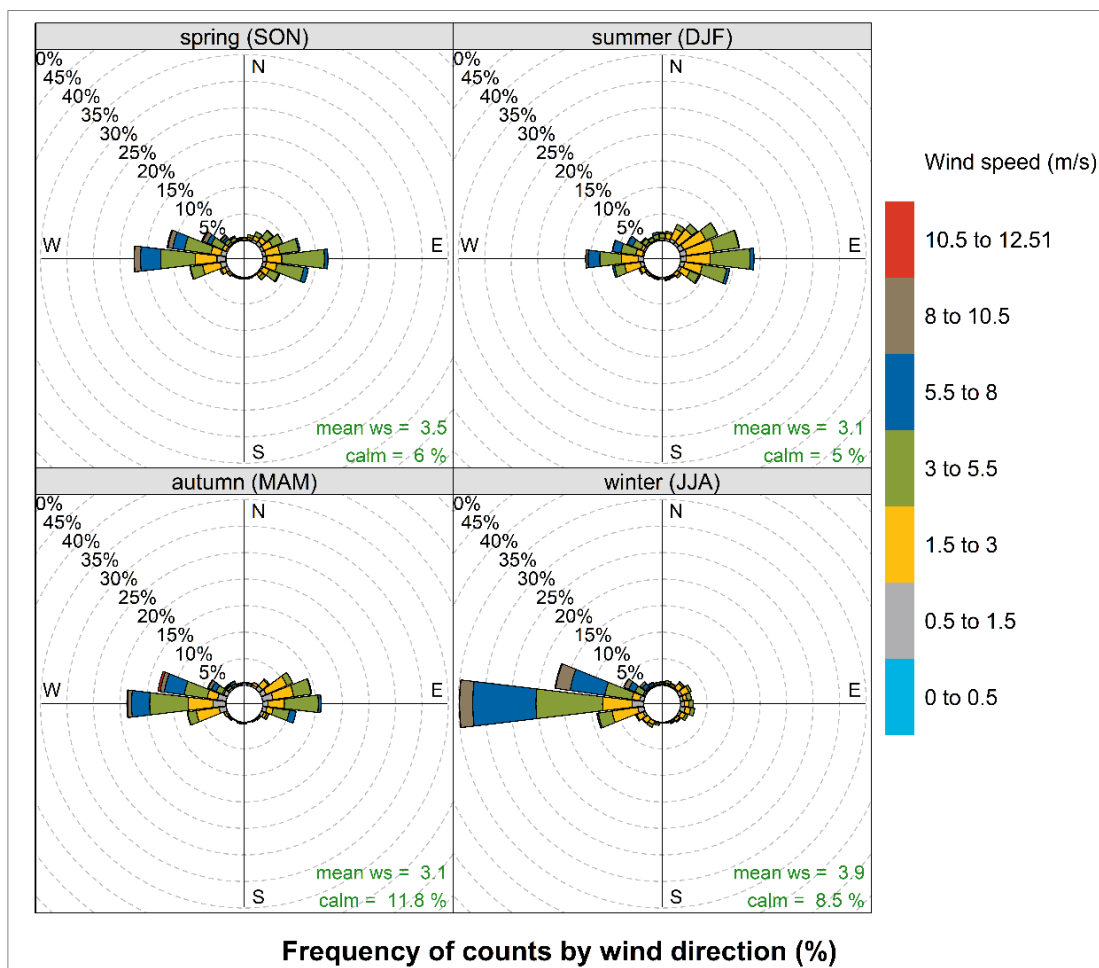 spring (SON)
0%
45%
40%
35%
30%
25%
20%
15%
10%
5%
N
W
E
S
mean ws = 3.5
calm = 6 %
summer (DJF)
0%
45%
40%
35%
30%
25%
20%
15%
10%
5%
N
W
E
S
mean ws = 3.1
calm = 5 %
autumn (MAM)
0%
45%
40%
35%
30%
25%
20%
15%
10%
5%
N
W
E
S
mean ws = 3.1
calm = 11.8 %
winter (JJA)
0%
45%
40%
35%
30%
25%
20%
15%
10%
5%
N
W
E
S
mean ws = 3.9
calm = 8.5 %
Wind speed (m/s)
10.5 to 12.51
8 to 10.5
5.5 to 8
3 to 5.5
1.5 to 3
0.5 to 1.5
0 to 0.5
Frequency of counts by wind direction (%)